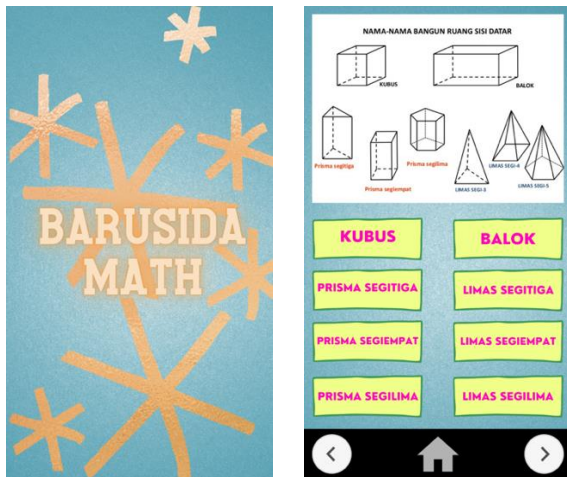 BARUSIDA
MATH
NAMA-NAMA BANGUN RUANG SISI DATAR
KUBUS
BALOK
Prisma segitiga
Prisma segiempat
Prisma segilima
LIMAS SEGI-3
LIMAS SEGI-4
LIMAS SEGI-5
KUBUS
BALOK
PRISMA SEGITIGA
LIMAS SEGITIGA
PRISMA SEGIEMPAT
LIMAS SEGIEMPAT
PRISMA SEGILIMA
LIMAS SEGILIMA